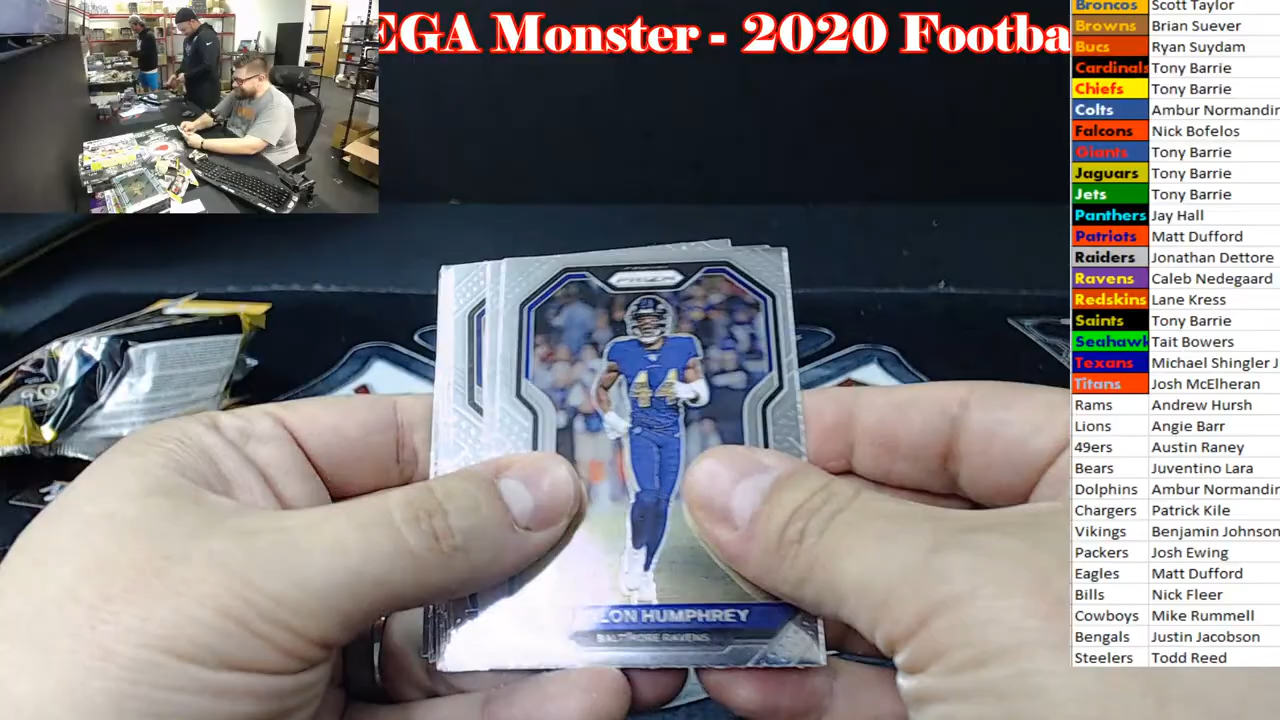 EGA Monster - 2020 Footba
Broncos Scott Taylor
Browns Brian Suever
Bucs Ryan Suydam
Cardinals Tony Barrie
Chiefs Tony Barrie
Colts Ambur Normandin
Falcons Nick Bofelos
Giants Tony Barrie
Jaguars Tony Barrie
Jets Tony Barrie
Panthers Jay Hall
Patriots Matt Dufford
Raiders Jonathan Dettore
Ravens Caleb Nedegaard
Redskins Lane Kress
Saints Tony Barrie
Seahawk Tait Bowers
Texans Michael Shingler J
Titans Josh McElheran
Rams Andrew Hursh
Lions Angie Barr
49ers Austin Raney
Bears Juventino Lara
Dolphins Ambur Normandin
Chargers Patrick Kile
Vikings Benjamin Johnson
Packers Josh Ewing
Eagles Matt Dufford
Bills Nick Fleer
Cowboys Mike Rummell
Bengals Justin Jacobson
Steelers Todd Reed
PRIZM
44
LON HUMPHREY
BALTIMORE RAVENS